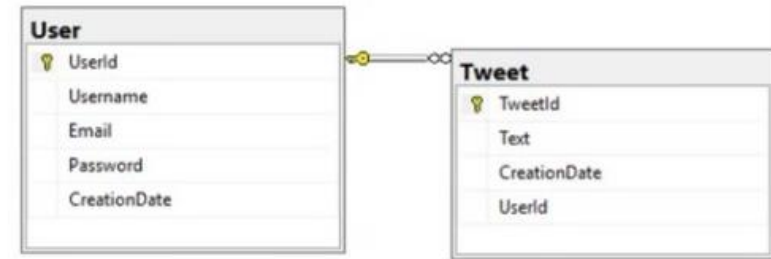 User
UserId
Username
Email
Password
CreationDate
Tweet
TweetId
Text
CreationDate
UserId